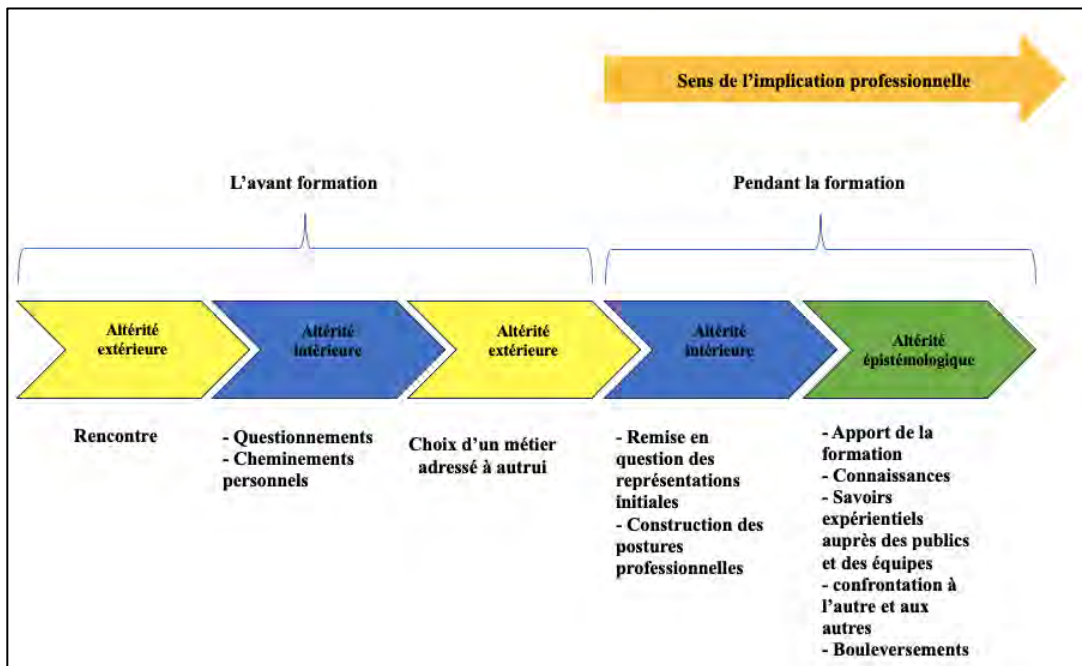 Sens de l'implication professionnelle
L'avant formation
Pendant la formation
Altérité
extérieure
Altérité
intérieure
Altérité
extérieure
Altérité
intérieure
Altérité
épistémologique
Rencontre
- Questionnements
- Cheminements
personnels
Choix d'un métier
adressé à autrui
- Remise en
question des
représentations
initiales
- Construction des
postures
professionnelles
- Apport de la
formation
- Connaissances
- Savoirs
expérientiels
auprès des publics
et des équipes
- confrontation à
l'autre et aux
autres
- Bouleversements